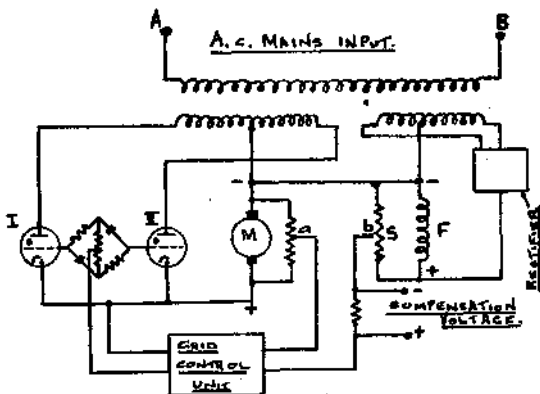 A
B
A.C. MAINS INPUT.
I
II
M
a
b
S
F
RECTIFIER
COMPENSATION
VOLTAGE.
GRID
CONTROL
UNIT
- - + + - +